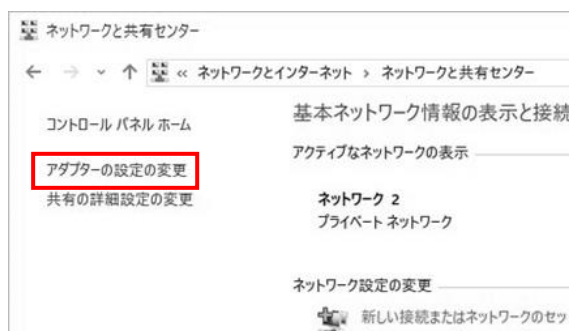 ネットワークと共有センター
← → ↑ « ネットワークとインターネット › ネットワークと共有センター
コントロール パネル ホーム
アダプターの設定の変更
共有の詳細設定の変更
基本ネットワーク情報の表示と接続
アクティブなネットワークの表示
ネットワーク 2
プライベート ネットワーク
ネットワーク設定の変更
新しい接続またはネットワークのセッ